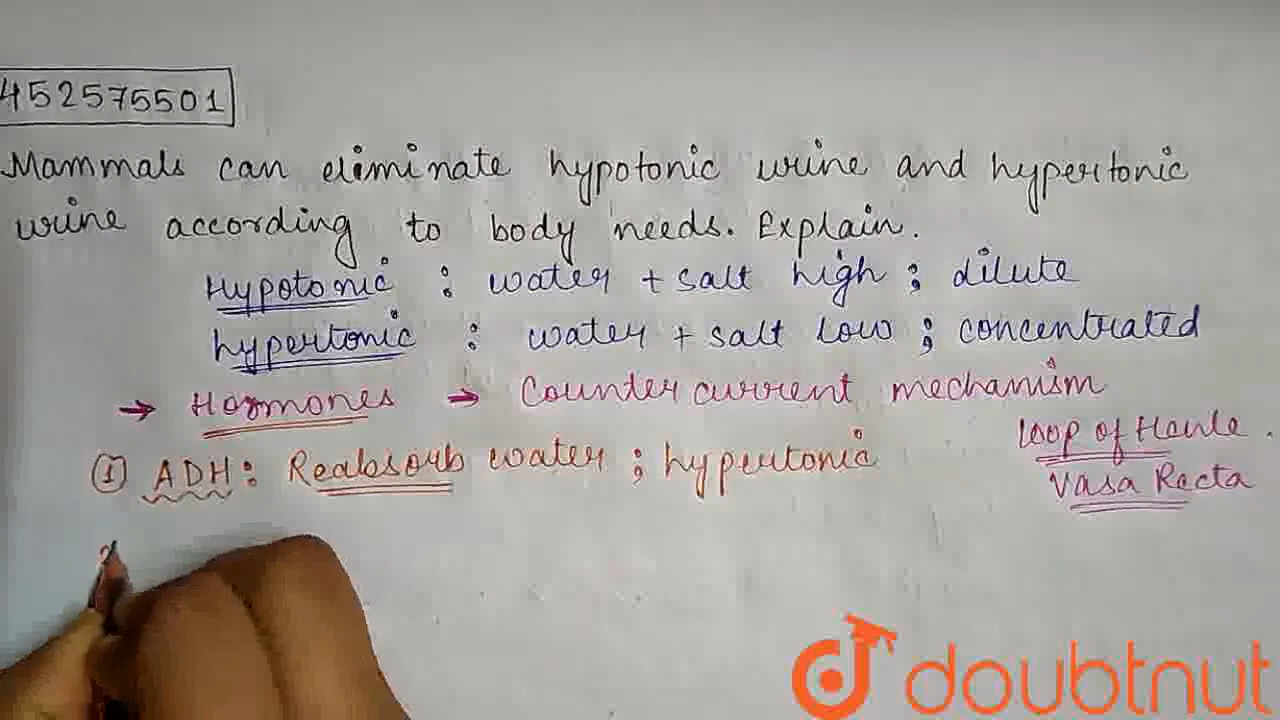 452575501
Mammals can eliminate hypotonic urine and hypertonic
urine according to body needs. Explain.
Hypotonic : water + salt high ; dilute
hypertonic : water + salt low ; concentrated
→ Hormones → Counter current mechanism
Loop of Henle.
Vasa Recta
① ADH: Reabsorb water ; hypertonic
doubtnut